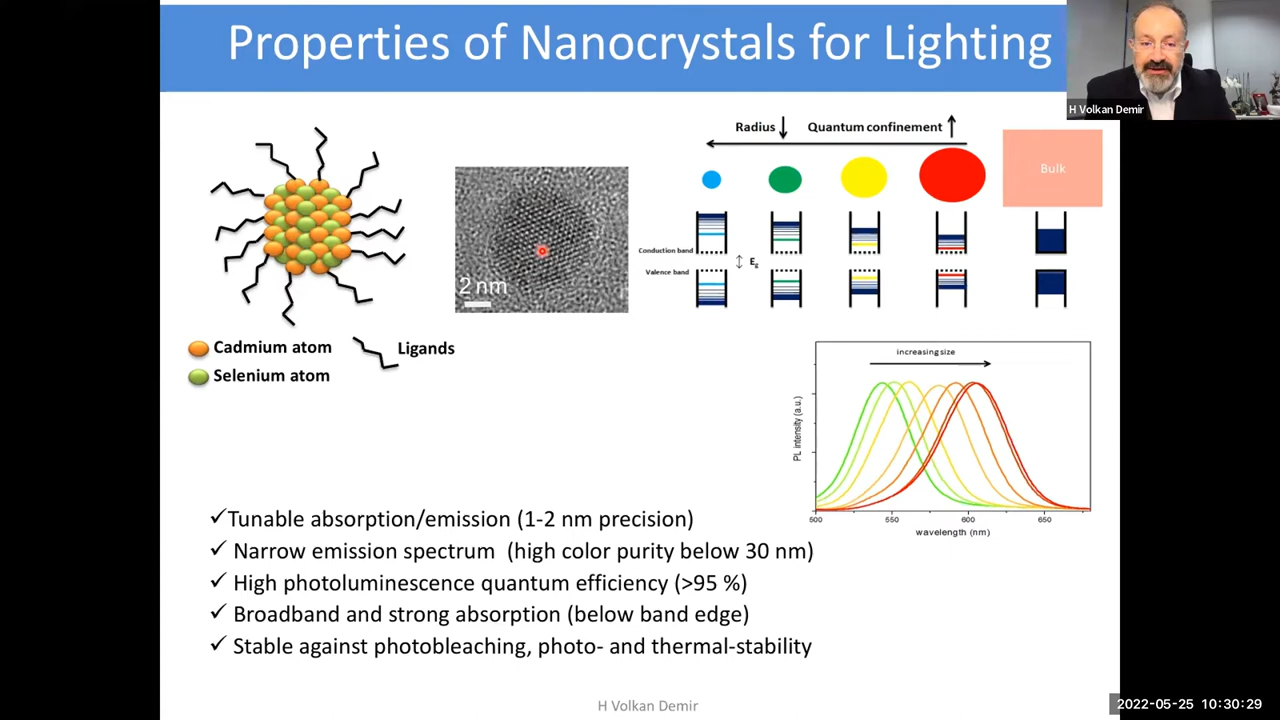 Properties of Nanocrystals for Lighting
H Volkan Demir
Radius
Quantum confinement
Bulk
Conduction band
Eg
Valence band
2 nm
Cadmium atom
Ligands
Selenium atom
increasing size
PL intensity (a.u.)
500 550 600 650
wavelength (nm)
✓Tunable absorption/emission (1-2 nm precision)
✓ Narrow emission spectrum (high color purity below 30 nm)
✓ High photoluminescence quantum efficiency (>95 %)
✓ Broadband and strong absorption (below band edge)
✓ Stable against photobleaching, photo- and thermal-stability
H Volkan Demir
2022-05-25 10:30:29